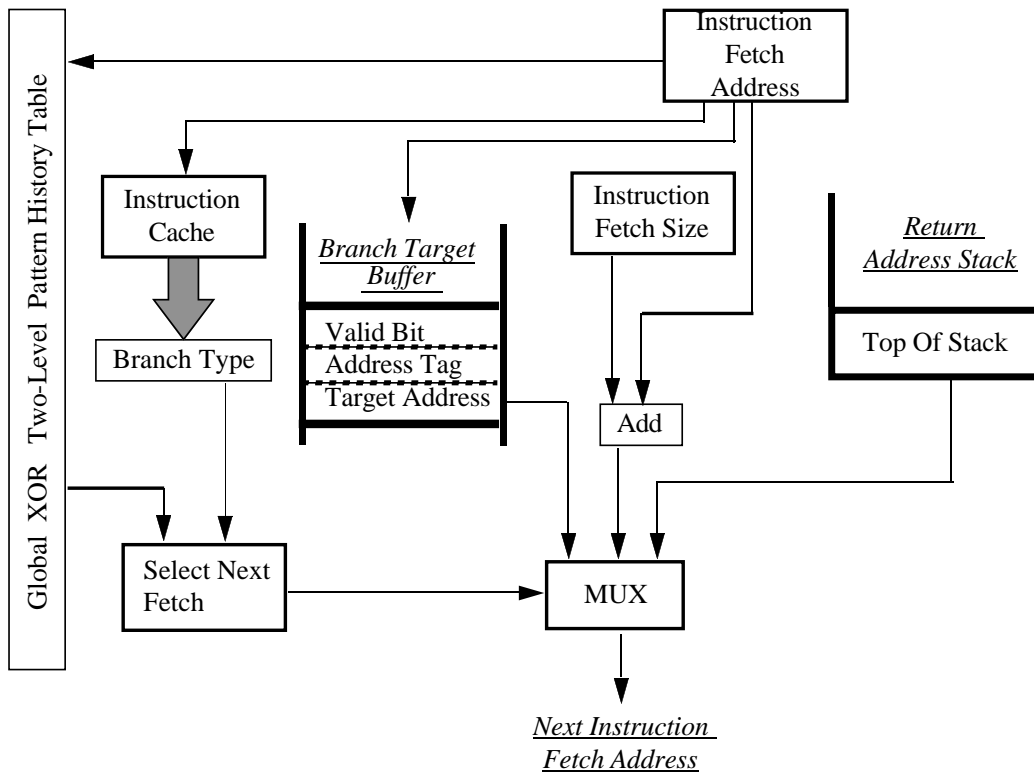 Global XOR Two-Level Pattern History Table
Instruction
Fetch
Address
Instruction
Cache
Branch Type
Branch Target
Buffer
Valid Bit
Address Tag
Target Address
Instruction
Fetch Size
Return
Address Stack
Top Of Stack
Add
Select Next
Fetch
MUX
Next Instruction
Fetch Address